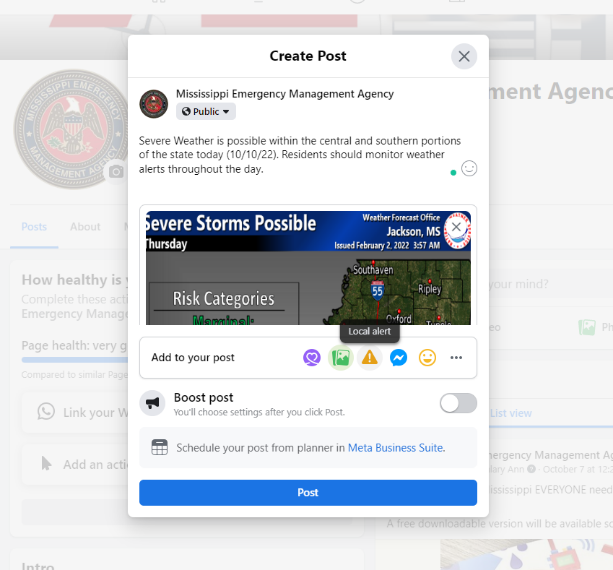 Create Post
Mississippi Emergency Management Agency
Public
Severe Weather is possible within the central and southern portions
of the state today (10/10/22). Residents should monitor weather
alerts throughout the day.
Severe Storms Possible
Thursday
Weather Forecast Office
Jackson, MS
Issued February 2, 2022 3:57 AM
Southaven
55
Ripley
Risk Categories
Oxford
Marginal:
Local alert
Add to your post
Boost post
You'll choose settings after you click Post.
Schedule your post from planner in Meta Business Suite.
Post
MISSISSIPPI EMERGENCY
MANAGEMENT AGENCY
ment Agenc
Posts
About
How healthy is y
Complete these acti
Emergency Manag
Page health: very g
Compared to similar Page
Link your W
Add an acti
Intro
your mind?
eo
Ph
List view
mergency Management Ag
Mary Ann
October 7 at 12:2
ississippi EVERYONE need
A free downloadable version will be available so